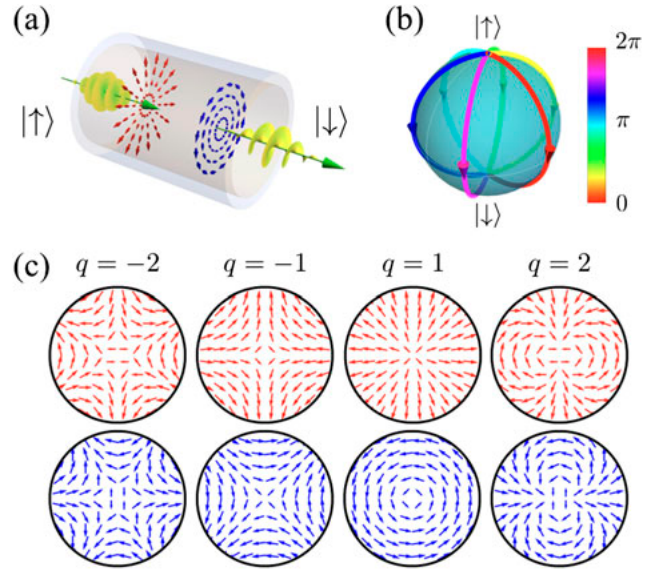 (a)
|↑⟩
|↓⟩
(b)
|↑⟩
|↓⟩
2π
π
0
(c)
q = −2
q = −1
q = 1
q = 2